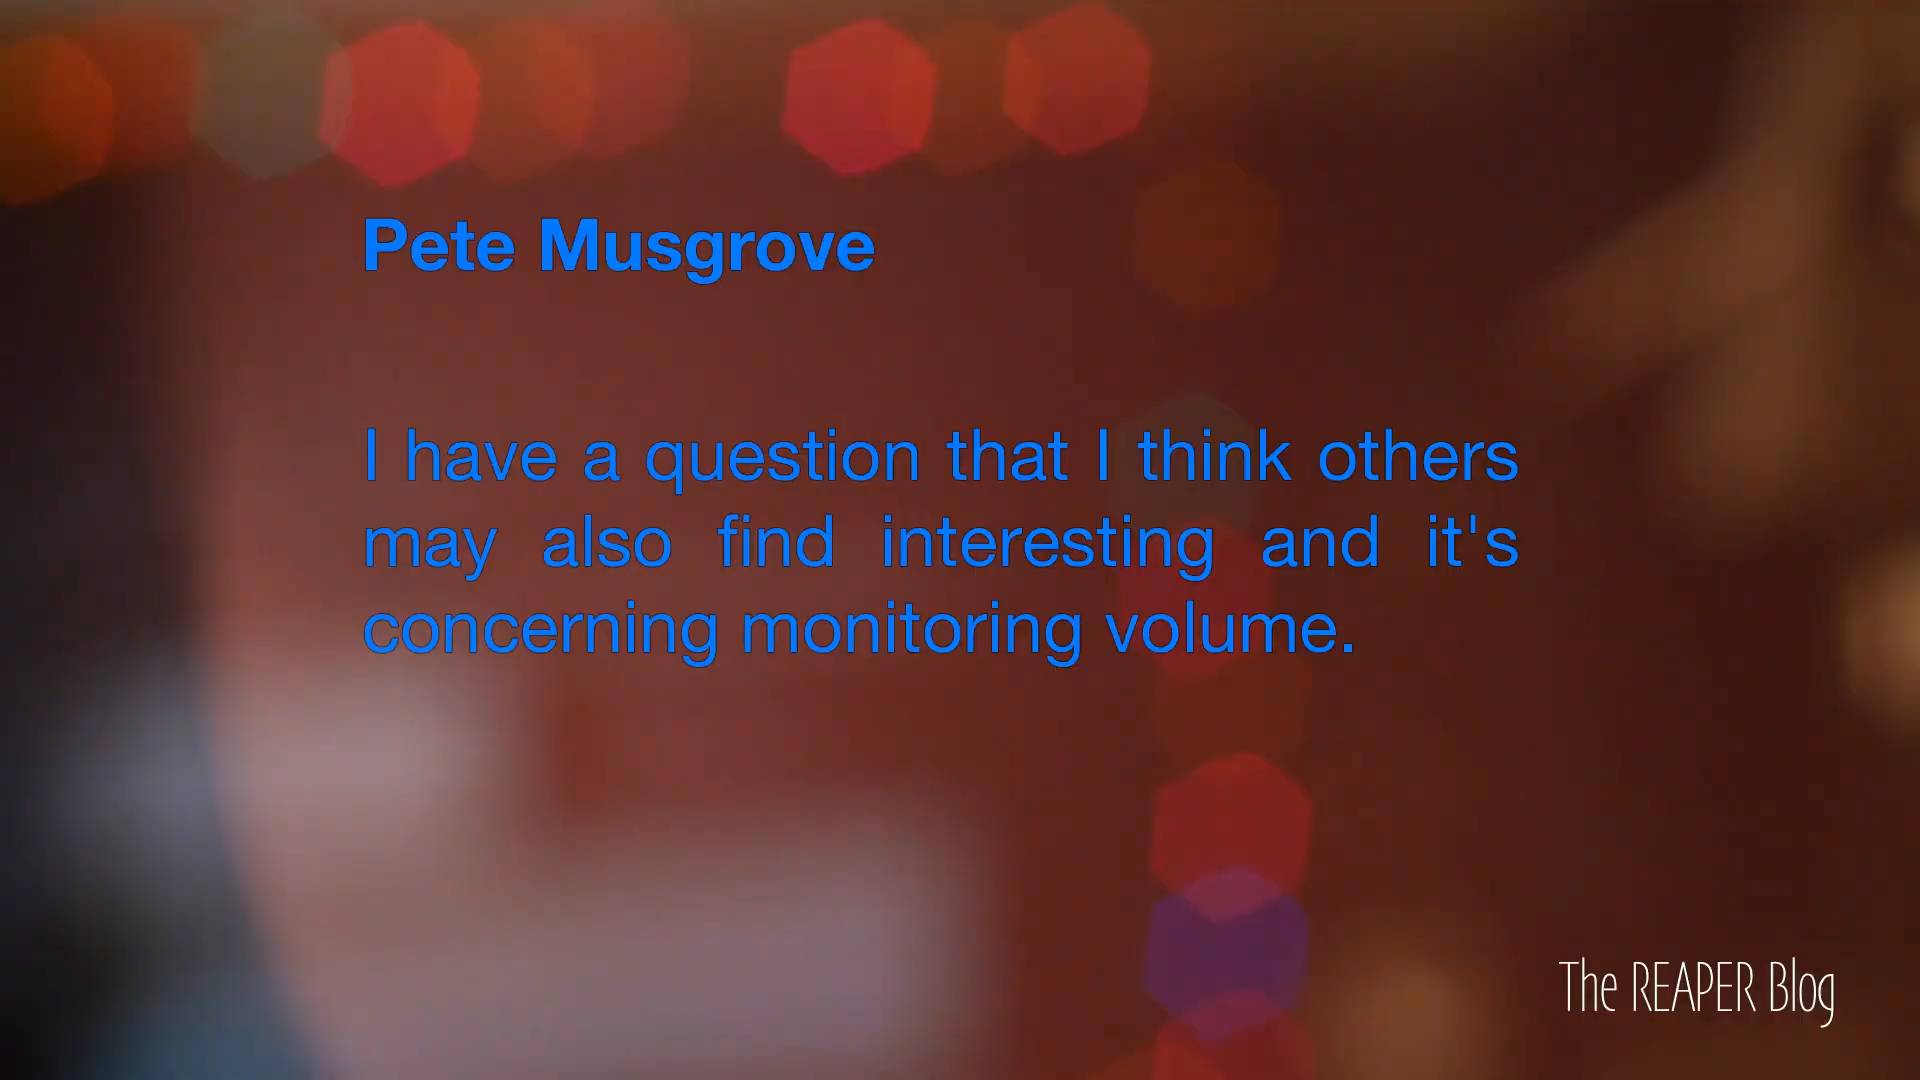 Pete Musgrove
I have a question that I think others
may also find interesting and it's
concerning monitoring volume.
The REAPER Blog